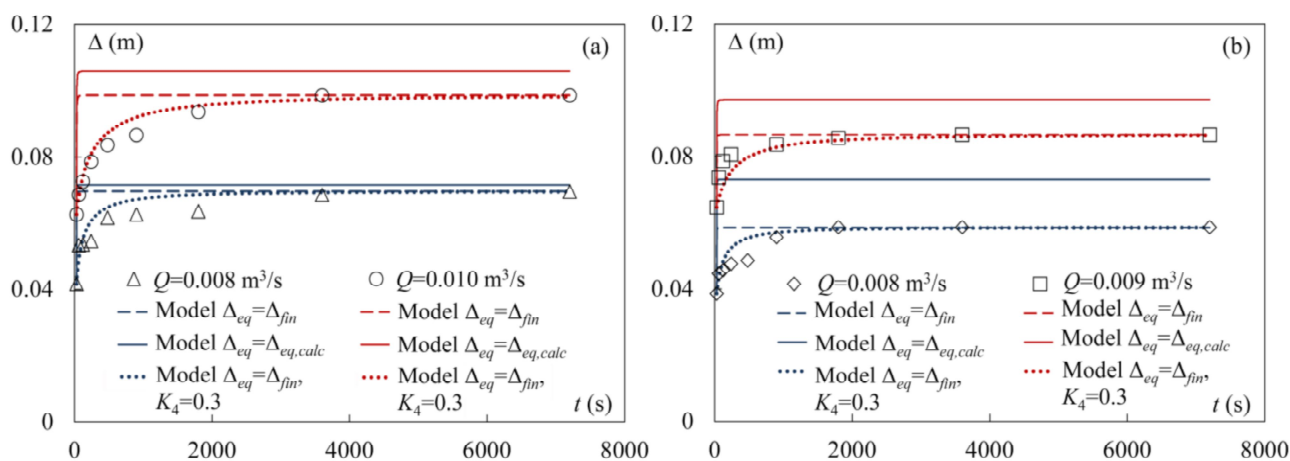 0.12
Δ (m)
(a)
0.08
0.04
Q=0.008 m³/s
Q=0.010 m³/s
Model Δeq=Δfin
Model Δeq=Δfin
Model Δeq=Δeq,calc
Model Δeq=Δeq,calc
Model Δeq=Δfin,
K4=0.3
Model Δeq=Δfin,
K4=0.3
t (s)
0
0 2000 4000 6000 8000
0.12
Δ (m)
(b)
0.08
0.04
Q=0.008 m³/s
Q=0.009 m³/s
Model Δeq=Δfin
Model Δeq=Δfin
Model Δeq=Δeq,calc
Model Δeq=Δeq,calc
Model Δeq=Δfin,
K4=0.3
Model Δeq=Δfin,
K4=0.3
t (s)
0
0 2000 4000 6000 8000